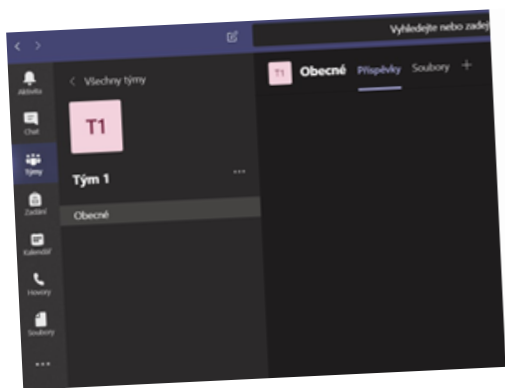 Vyhledejte nebo zadej
Aktivita
Chat
Týmy
Zadání
Kalendář
Hovory
Soubory
Všechny týmy
T1
Tým 1
Obecné
T1 Obecné Příspěvky Soubory